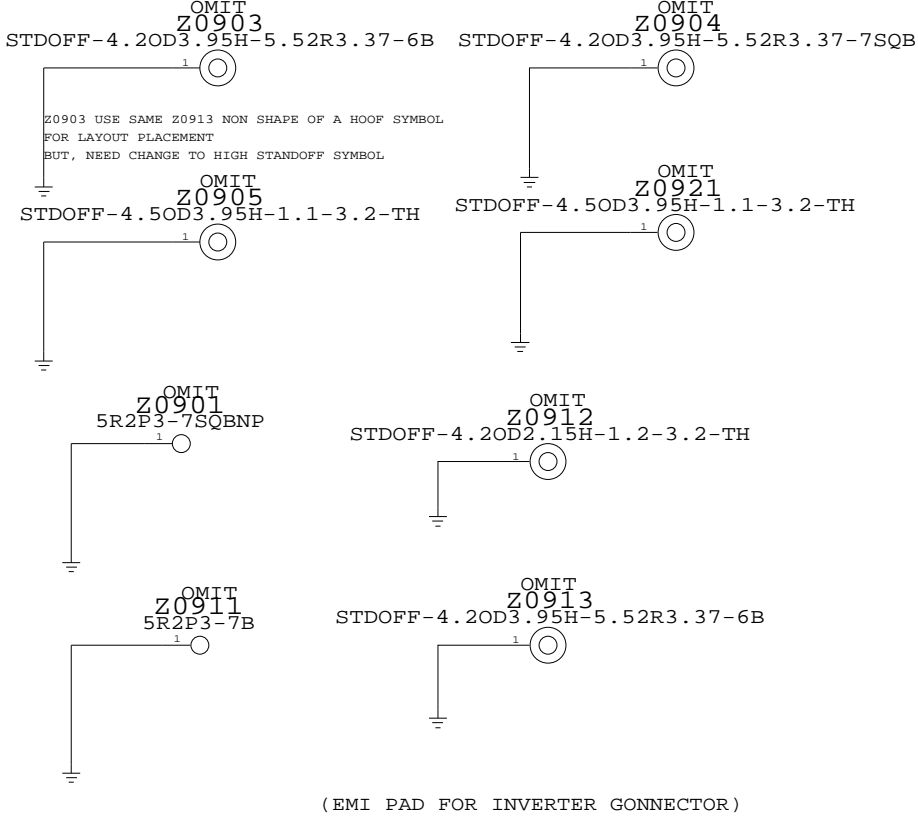 OMIT
Z0903
STDOFF-4.2OD3.95H-5.52R3.37-6B
1
OMIT
Z0904
STDOFF-4.2OD3.95H-5.52R3.37-7SQB
1
Z0903 USE SAME Z0913 NON SHAPE OF A HOOF SYMBOL
FOR LAYOUT PLACEMENT
BUT, NEED CHANGE TO HIGH STANDOFF SYMBOL
OMIT
Z0905
STDOFF-4.5OD3.95H-1.1-3.2-TH
1
OMIT
Z0921
STDOFF-4.5OD3.95H-1.1-3.2-TH
1
OMIT
Z0901
5R2P3-7SQBNP
1
OMIT
Z0912
STDOFF-4.2OD2.15H-1.2-3.2-TH
1
OMIT
Z0911
5R2P3-7B
1
OMIT
Z0913
STDOFF-4.2OD3.95H-5.52R3.37-6B
1
(EMI PAD FOR INVERTER GONNECTOR)